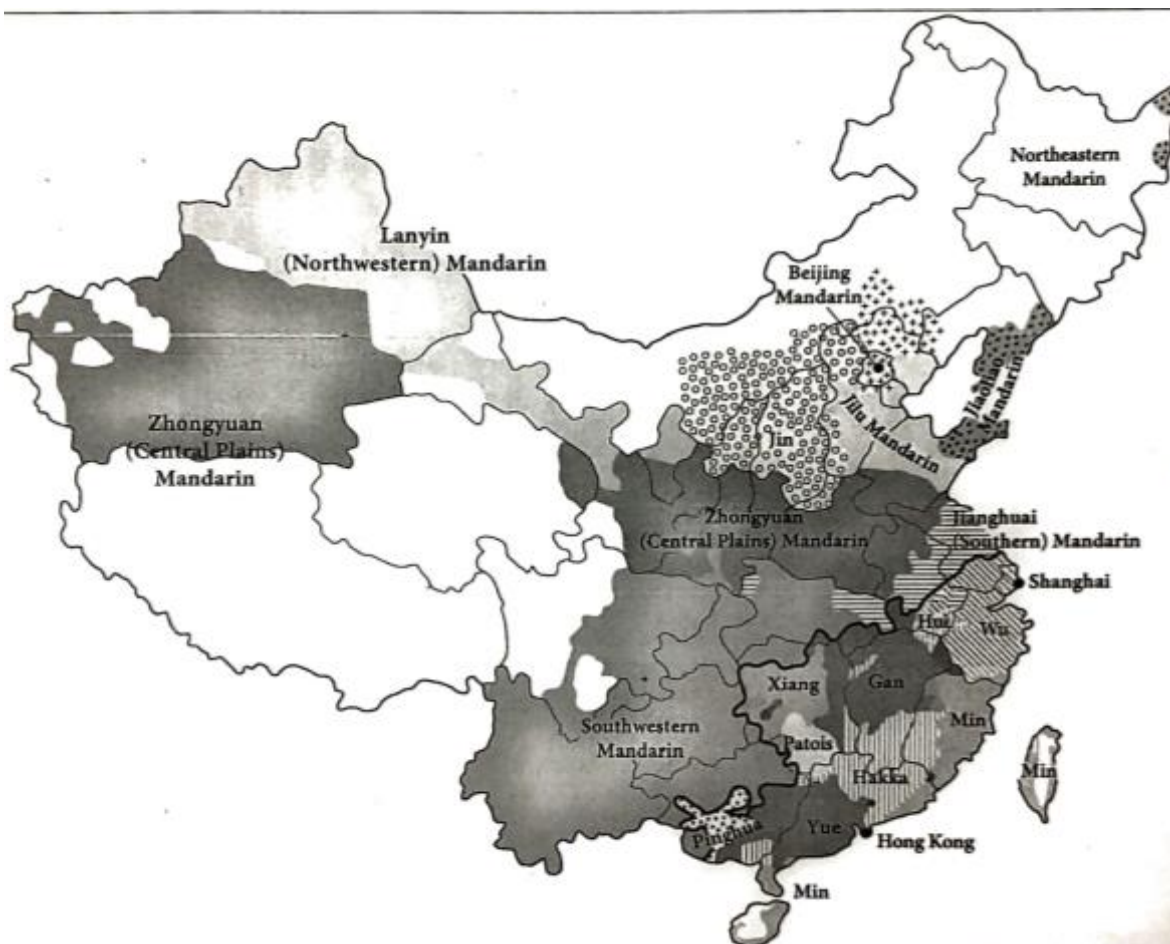 Northeastern
Mandarin
Lanyin
(Northwestern) Mandarin
Beijing
Mandarin
Jiaoliao
Mandarin
Jilu Mandarin
Jin
Zhongyuan
(Central Plains)
Mandarin
Zhongyuan
(Central Plains) Mandarin
Jianghuai
(Southern) Mandarin
Shanghai
Hui
Wu
Xiang
Gan
Min
Southwestern
Mandarin
Patois
Hakka
Min
Pinghua
Yue
Hong Kong
Min